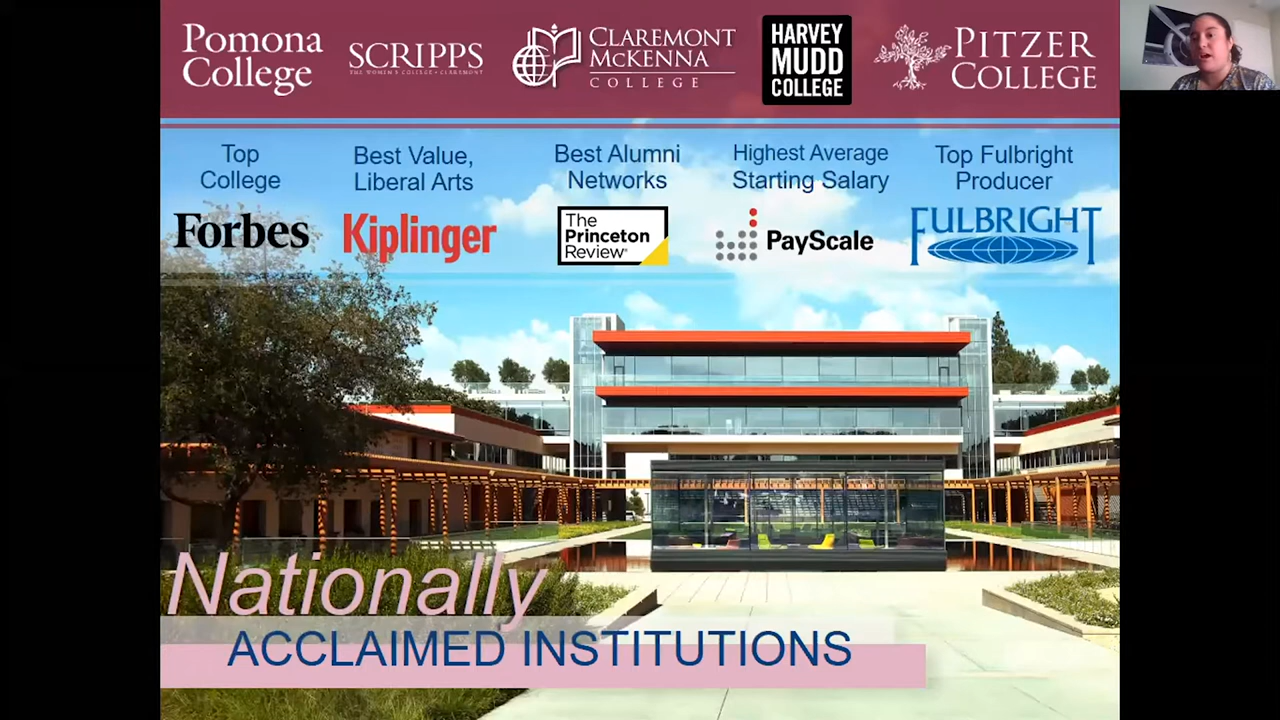 Pomona
College
SCRIPPS
THE WOMEN'S COLLEGE • CLAREMONT
CLAREMONT
MCKENNA
COLLEGE
HARVEY
MUDD
COLLEGE
PITZER
COLLEGE
Top
College
Forbes
Best Value,
Liberal Arts
Kiplinger
Best Alumni
Networks
The
Princeton
Review
Highest Average
Starting Salary
PayScale
Top Fulbright
Producer
FULBRIGHT
Nationally
ACCLAIMED INSTITUTIONS